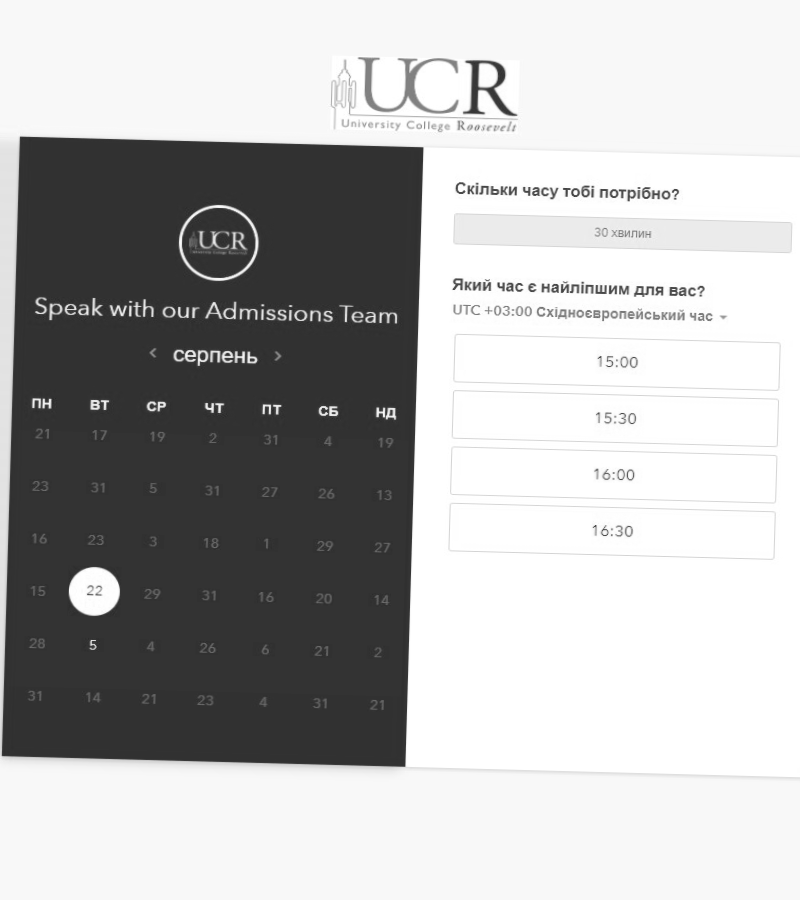 UCR
University College Roosevelt
UCR
Speak with our Admissions Team
серпень
ПН ВТ СР ЧТ ПТ СБ НД
21 17 19 2 31 4 19
23 31 5 31 27 26 13
16 23 3 18 1 29 27
15 22 29 31 16 20 14
28 5 4 26 6 21 2
31 14 21 23 4 31 21
Скільки часу тобі потрібно?
30 хвилин
Який час є найліпшим для вас?
UTC +03:00 Східноєвропейський час
15:00
15:30
16:00
16:30